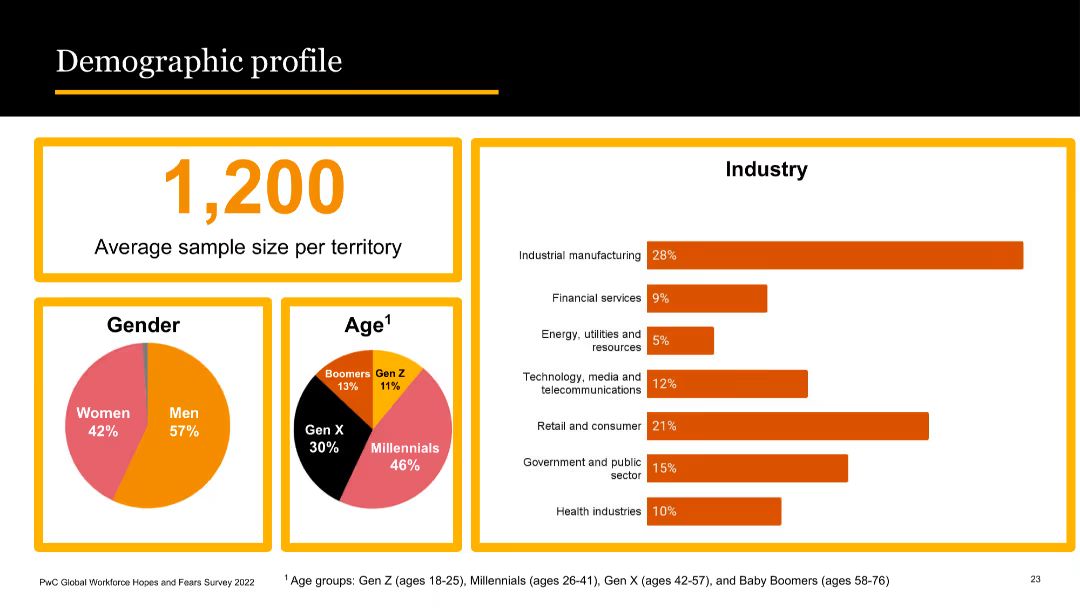 Demographic profile
1,200
Average sample size per territory
Gender
Women
42%
Men
57%
Age1
Boomers
13%
Gen Z
11%
Gen X
30%
Millennials
46%
Industry
Industrial manufacturing 28%
Financial services 9%
Energy, utilities and
resources 5%
Technology, media and
telecommunications 12%
Retail and consumer 21%
Government and public
sector 15%
Health industries 10%
PwC Global Workforce Hopes and Fears Survey 2022
1 Age groups: Gen Z (ages 18-25), Millennials (ages 26-41), Gen X (ages 42-57), and Baby Boomers (ages 58-76)
23